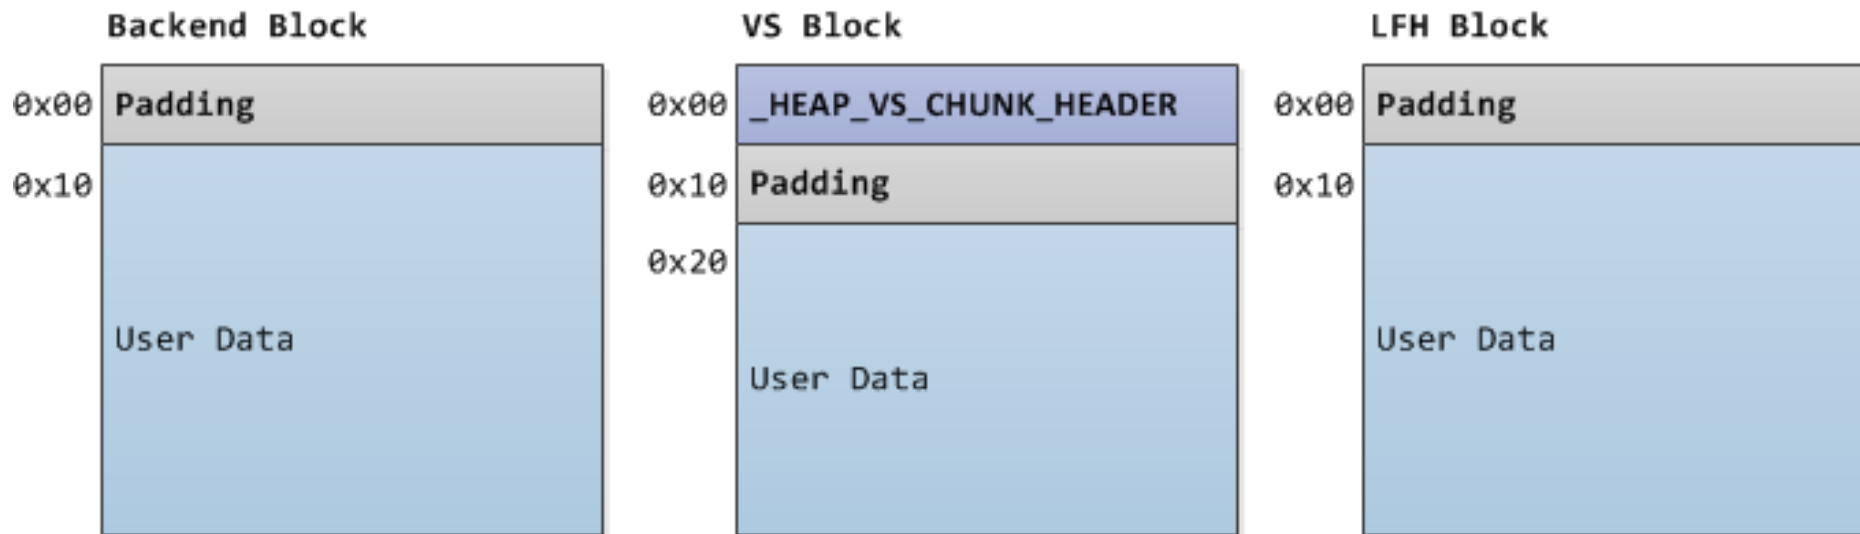 Backend Block
0x00 Padding
0x10
User Data
VS Block
0x00 _HEAP_VS_CHUNK_HEADER
0x10 Padding
0x20
User Data
LFH Block
0x00 Padding
0x10
User Data